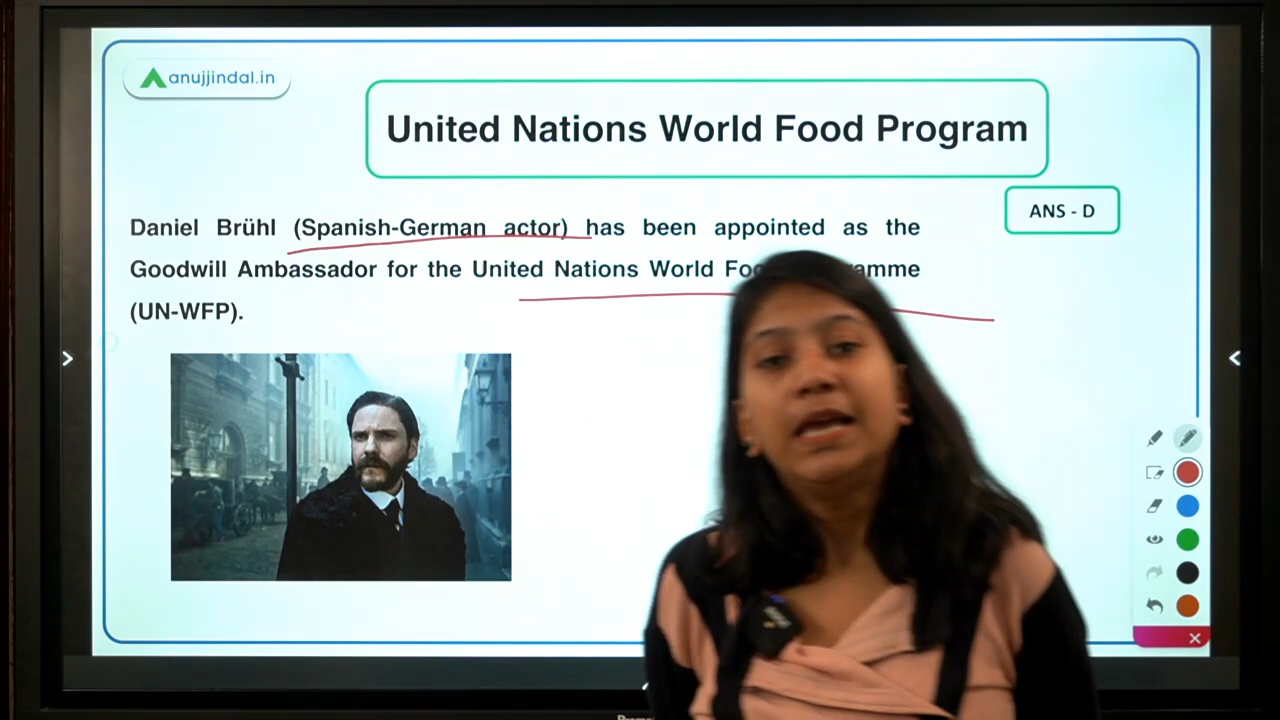 anujjindal.in
United Nations World Food Program
ANS - D
Daniel Brühl (Spanish-German actor) has been appointed as the
Goodwill Ambassador for the United Nations World
(UN-WFP).